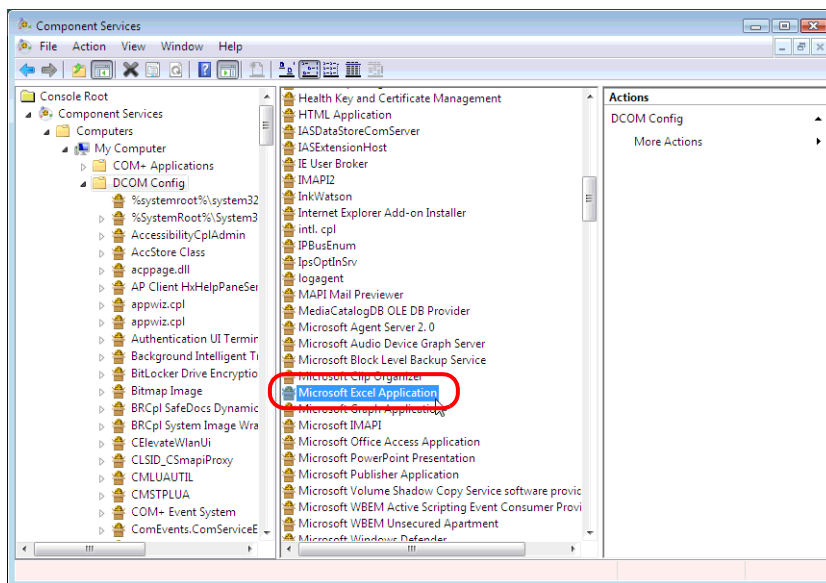 Component Services
File Action View Window Help
Console Root
Component Services
Computers
My Computer
COM+ Applications
DCOM Config
%systemroot%\system32
%SystemRoot%\System3
AccessibilityCplAdmin
AccStore Class
acppage.dll
AP Client HxHelpPaneSer
appwiz.cpl
appwiz.cpl
Authentication UI Termin
Background Intelligent Tr
BitLocker Drive Encryptio
Bitmap Image
BRCpl SafeDocs Dynamic
BRCpl System Image Wra
CElevateWlanUi
CLSID_CSmapiProxy
CMLUAUTIL
CMSTPLUA
COM+ Event System
ComEvents.ComServiceE
Health Key and Certificate Management
HTML Application
IASDataStoreComServer
IASExtensionHost
IE User Broker
IMAPI2
InkWatson
Internet Explorer Add-on Installer
intl. cpl
IPBusEnum
IpsOptInSrv
logagent
MAPI Mail Previewer
MediaCatalogDB OLE DB Provider
Microsoft Agent Server 2. 0
Microsoft Audio Device Graph Server
Microsoft Block Level Backup Service
Microsoft Clip Organizer
Microsoft Excel Application
Microsoft Graph Application
Microsoft IMAPI
Microsoft Office Access Application
Microsoft PowerPoint Presentation
Microsoft Publisher Application
Microsoft Volume Shadow Copy Service software provic
Microsoft WBEM Active Scripting Event Consumer Provi
Microsoft WBEM Unsecured Apartment
Microsoft Windows Defender
Actions
DCOM Config
More Actions